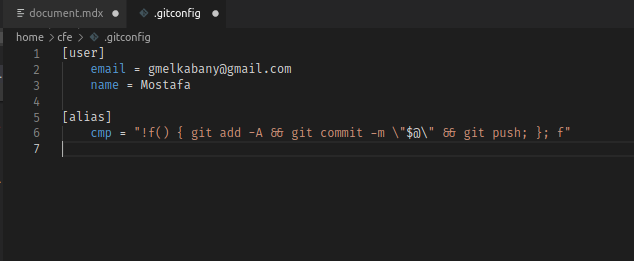 document.mdx .gitconfig
home > cfe > .gitconfig
1 [user]
2 email = gmelkabany@gmail.com
3 name = Mostafa
4
5 [alias]
6 cmp = "!f() { git add -A && git commit -m \"$@\" && git push; }; f"
7